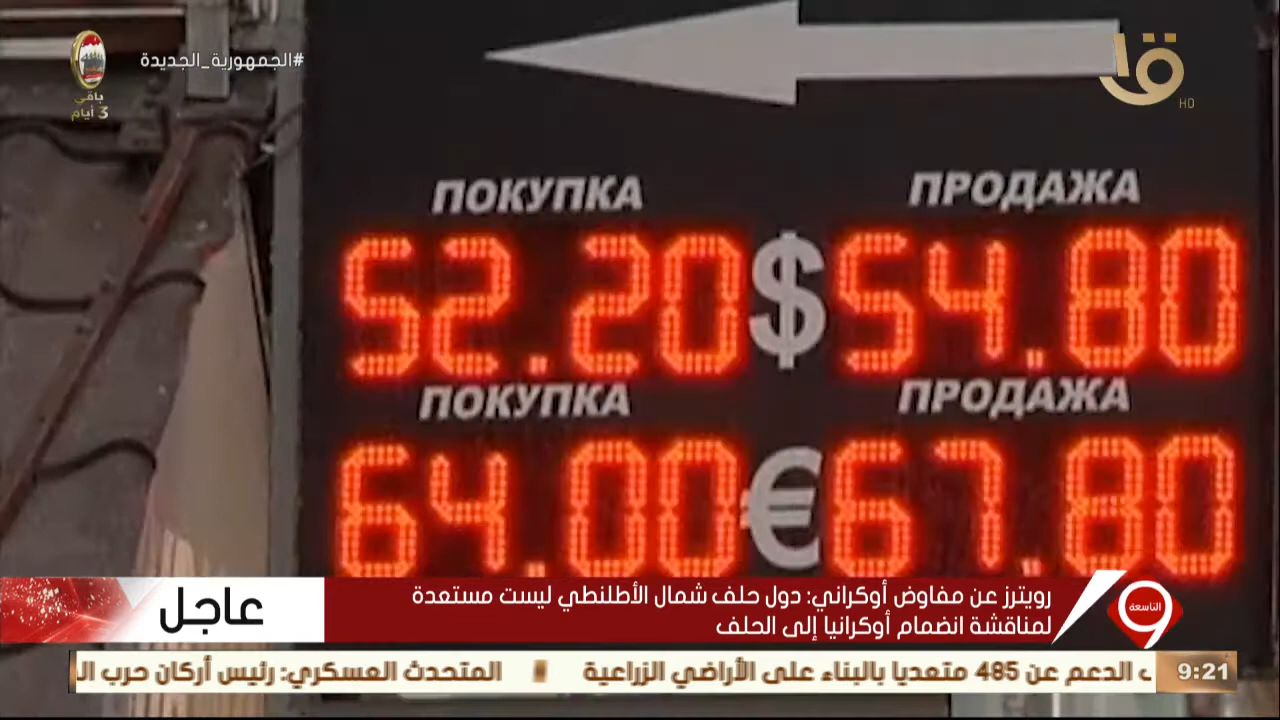 #الجمهورية_الجديدة
باقي
3 أيام
HD
ПОКУПКА ПРОДАЖА
52.20 $ 54.80
ПОКУПКА ПРОДАЖА
64.00 € 67.80
عاجل
رويترز عن مفاوض أوكراني: دول حلف شمال الأطلنطي ليست مستعدة
لمناقشة انضمام أوكرانيا إلى الحلف
التاسعة
9:21
الدعم عن 485 متعديا بالبناء على الأراضي الزراعية المتحدث العسكري: رئيس أركان حرب